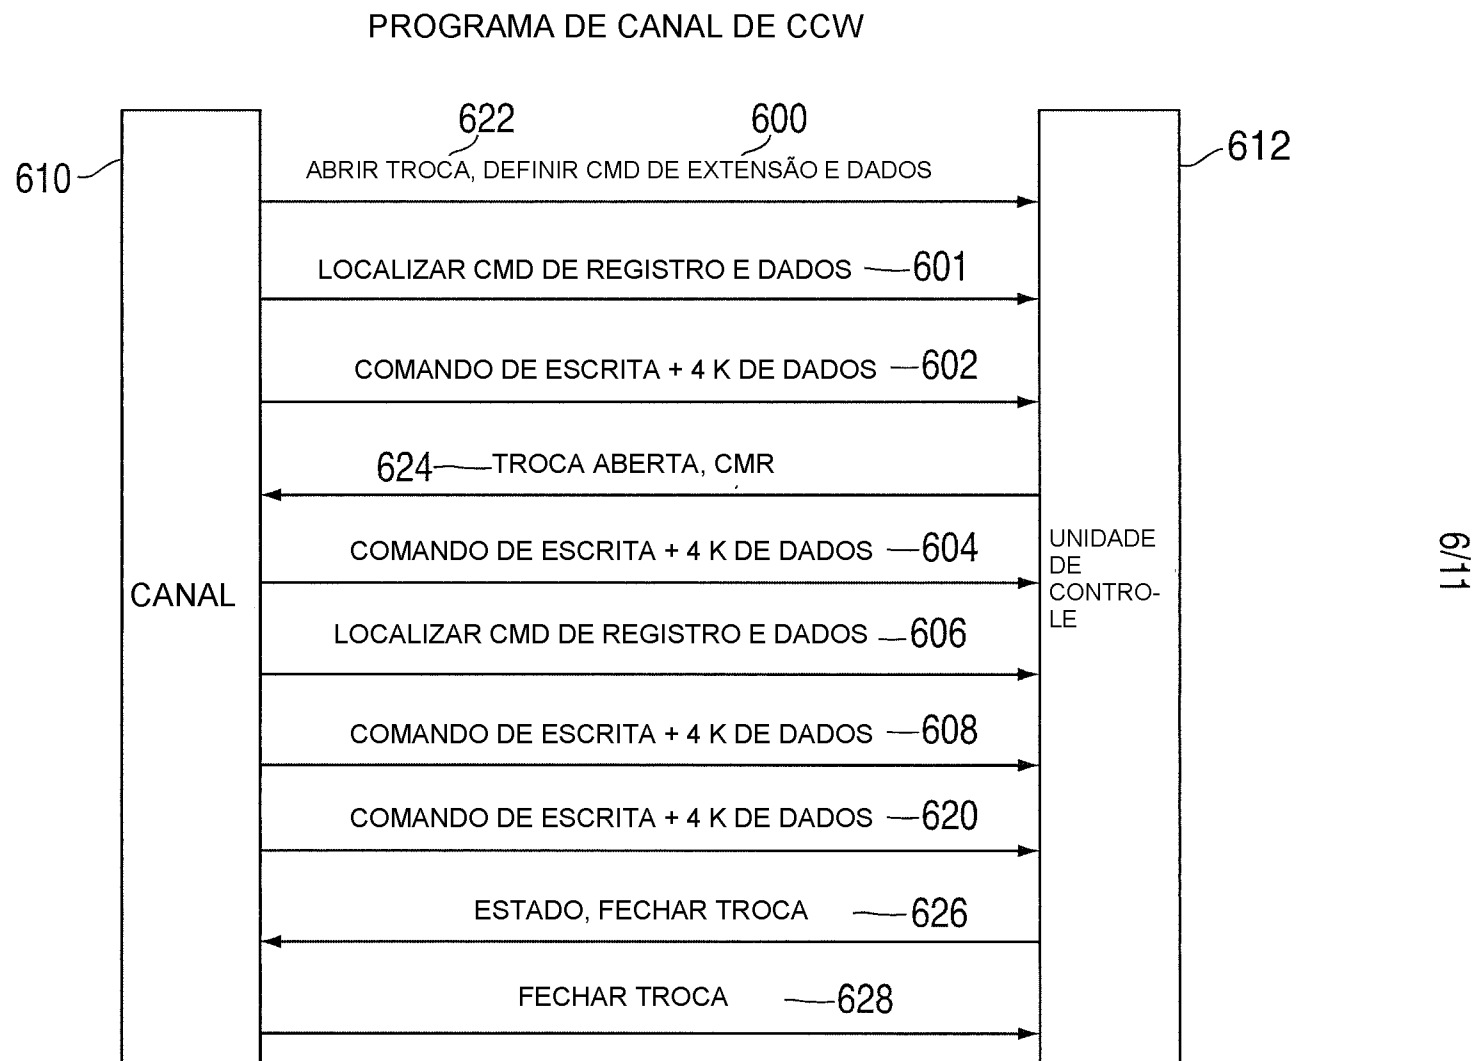 PROGRAMA DE CANAL DE CCW
622
600
610
612
ABRIR TROCA, DEFINIR CMD DE EXTENSÃO E DADOS
LOCALIZAR CMD DE REGISTRO E DADOS
601
COMANDO DE ESCRITA + 4 K DE DADOS
602
624
TROCA ABERTA, CMR
COMANDO DE ESCRITA + 4 K DE DADOS
604
CANAL
UNIDADE
DE
CONTRO-
LE
6/11
LOCALIZAR CMD DE REGISTRO E DADOS
606
COMANDO DE ESCRITA + 4 K DE DADOS
608
COMANDO DE ESCRITA + 4 K DE DADOS
620
ESTADO, FECHAR TROCA
626
FECHAR TROCA
628